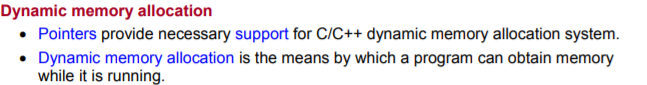 Dynamic memory allocation
• Pointers provide necessary support for C/C++ dynamic memory allocation system.
• Dynamic memory allocation is the means by which a program can obtain memory
while it is running.